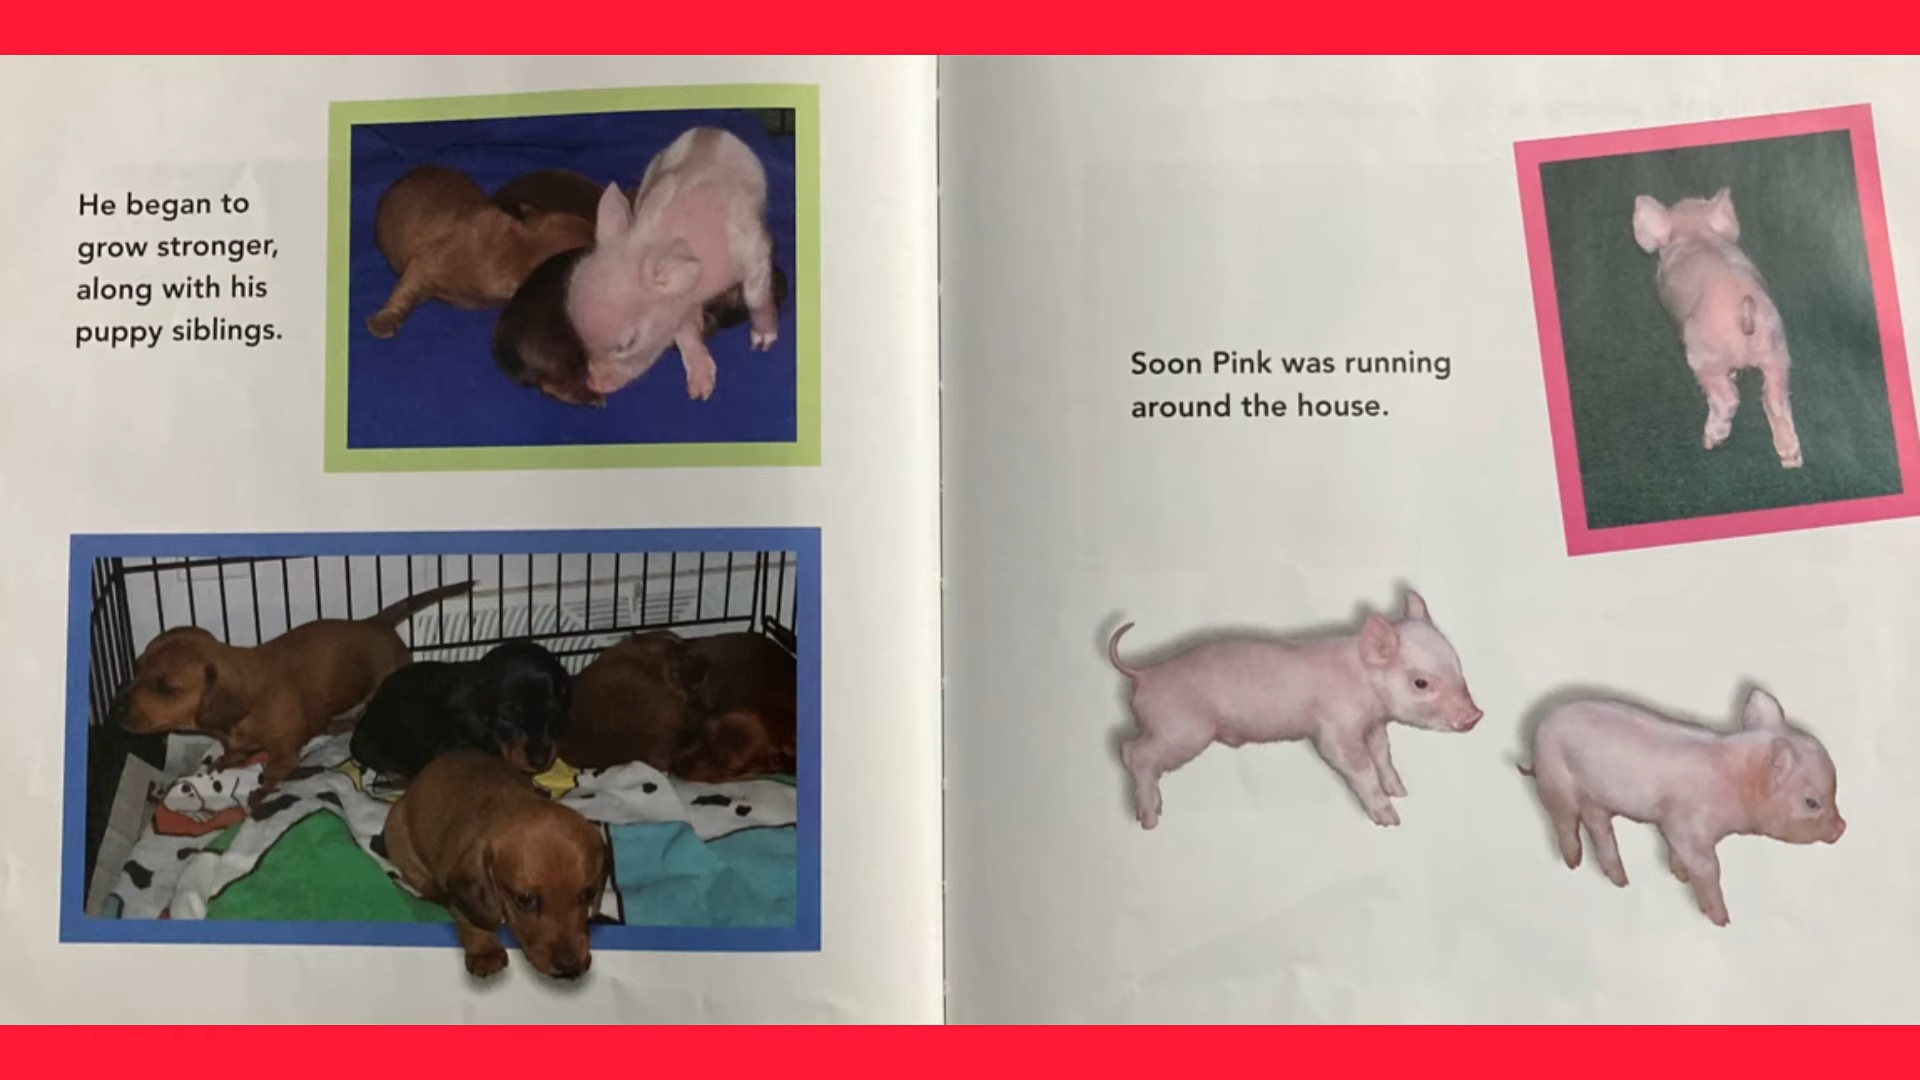 He began to
grow stronger,
along with his
puppy siblings.
Soon Pink was running
around the house.